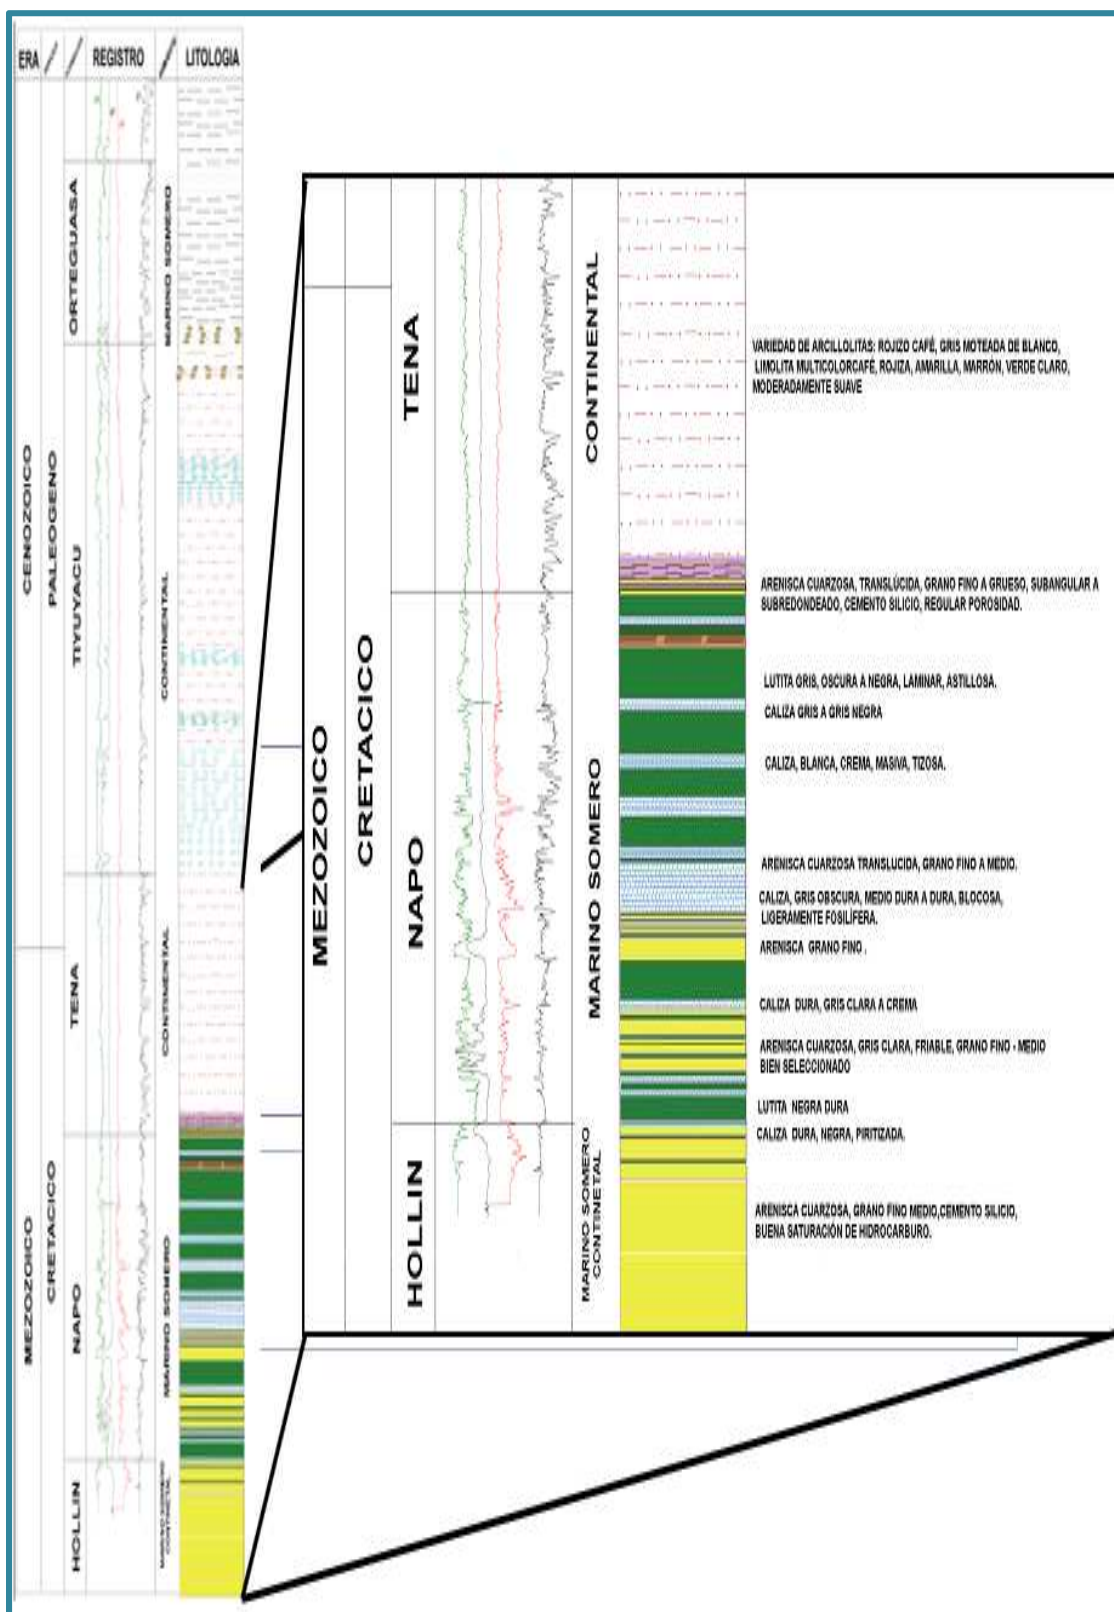 ERA
REGISTRO
LITOLOGIA
CENOZOICO
PALEOGENO
ORTEGUASA
MARINO SOMERO
TIYUYACU
CONTINENTAL
MEZOZOICO
CRETACICO
TENA
CONTINENTAL
NAPO
MARINO SOMERO
HOLLIN
MARINO SOMERO
CONTINETAL
MEZOZOICO
CRETACICO
TENA
CONTINENTAL
VARIEDAD DE ARCILLOLITAS: ROJIZO CAFÉ, GRIS MOTEADA DE BLANCO,
LIMOLITA MULTICOLORCAFÉ, ROJIZA, AMARILLA, MARRÓN, VERDE CLARO,
MODERADAMENTE SUAVE
ARENISCA CUARZOSA, TRANSLÚCIDA, GRANO FINO A GRUESO, SUBANGULAR A
SUBREDONDEADO, CEMENTO SILICIO, REGULAR POROSIDAD.
NAPO
MARINO SOMERO
LUTITA GRIS, OSCURA A NEGRA, LAMINAR, ASTILLOSA.
CALIZA GRIS A GRIS NEGRA
CALIZA, BLANCA, CREMA, MASIVA, TIZOSA.
ARENISCA CUARZOSA TRANSLUCIDA, GRANO FINO A MEDIO.
CALIZA, GRIS OBSCURA, MEDIO DURA A DURA, BLOCOSA,
LIGERAMENTE FOSILÍFERA.
ARENISCA GRANO FINO .
CALIZA DURA, GRIS CLARA A CREMA
ARENISCA CUARZOSA, GRIS CLARA, FRIABLE, GRANO FINO - MEDIO
BIEN SELECCIONADO
LUTITA NEGRA DURA
CALIZA DURA, NEGRA, PIRITIZADA.
HOLLIN
MARINO SOMERO
CONTINETAL
ARENISCA CUARZOSA, GRANO FINO MEDIO,CEMENTO SILICIO,
BUENA SATURACIÓN DE HIDROCARBURO.